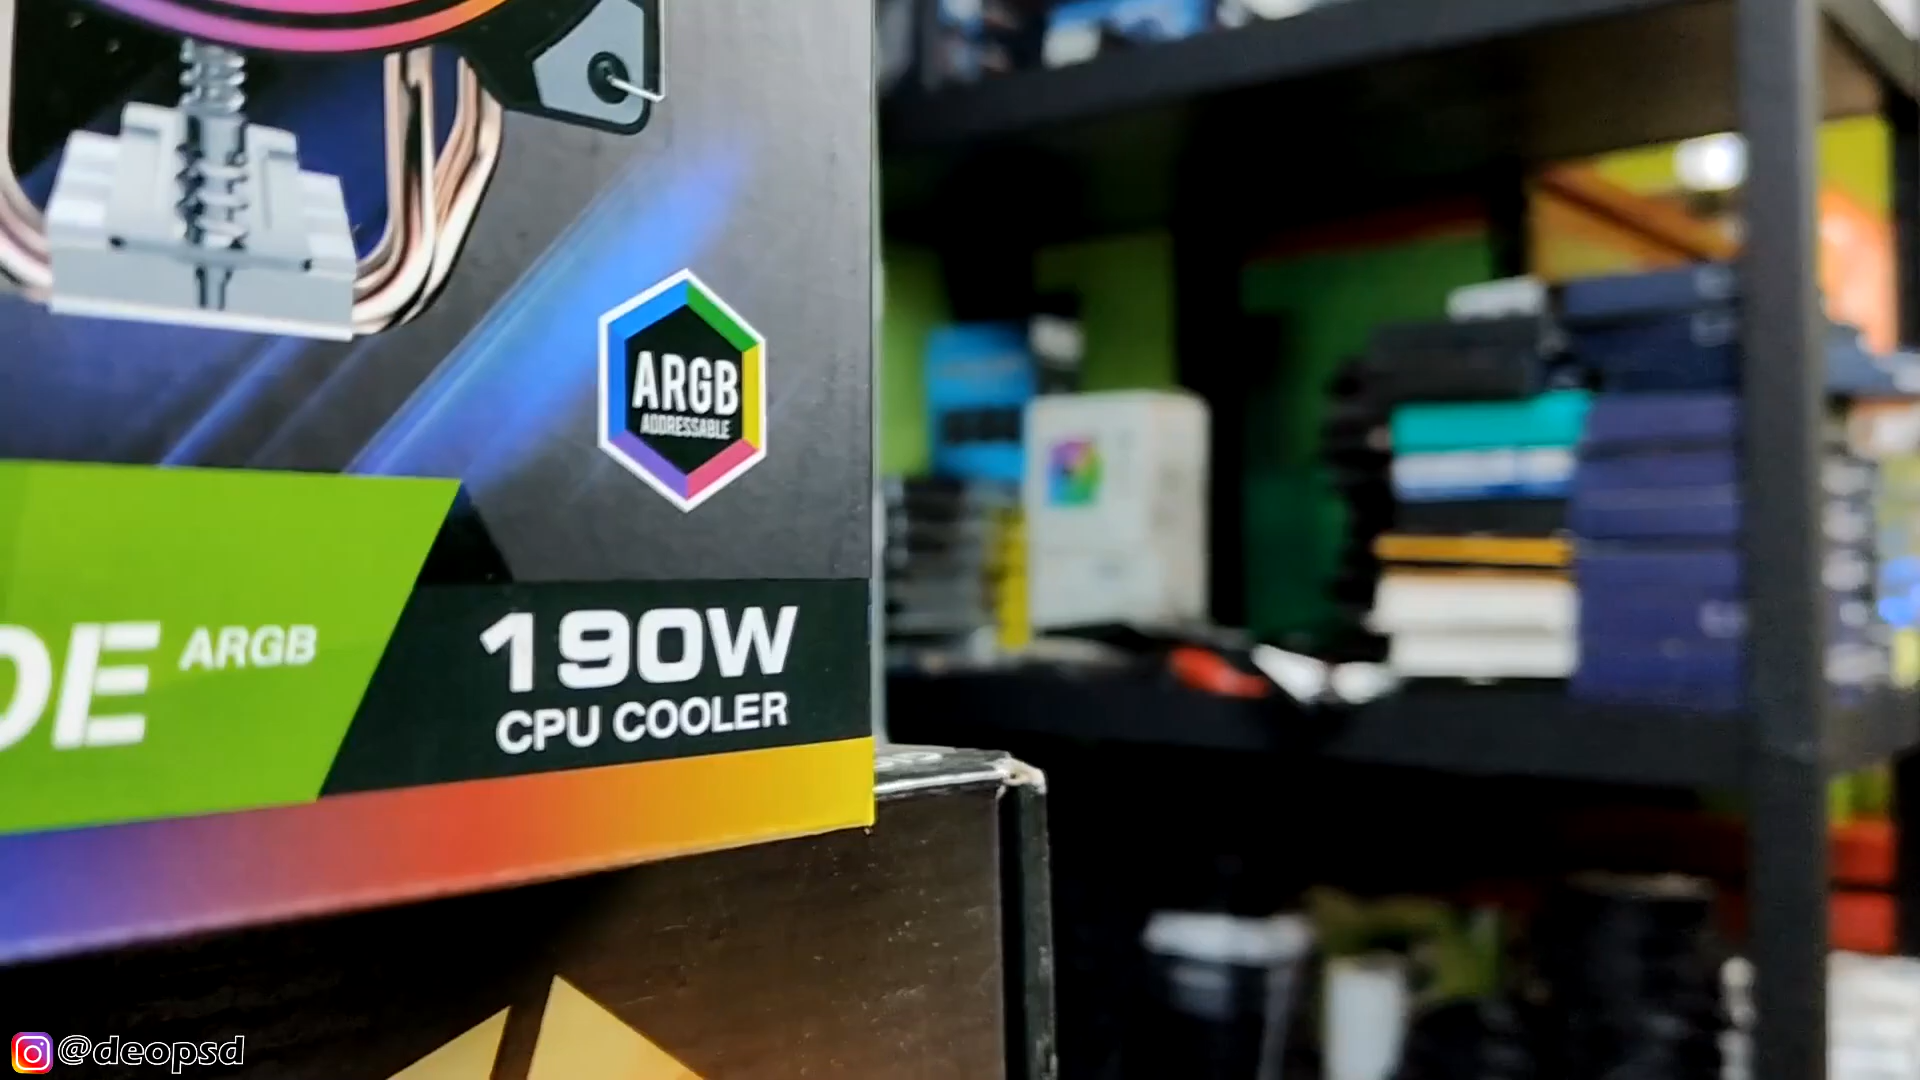 ARGB
ADDRESSABLE
DE ARGB
190W
CPU COOLER
@deopsd